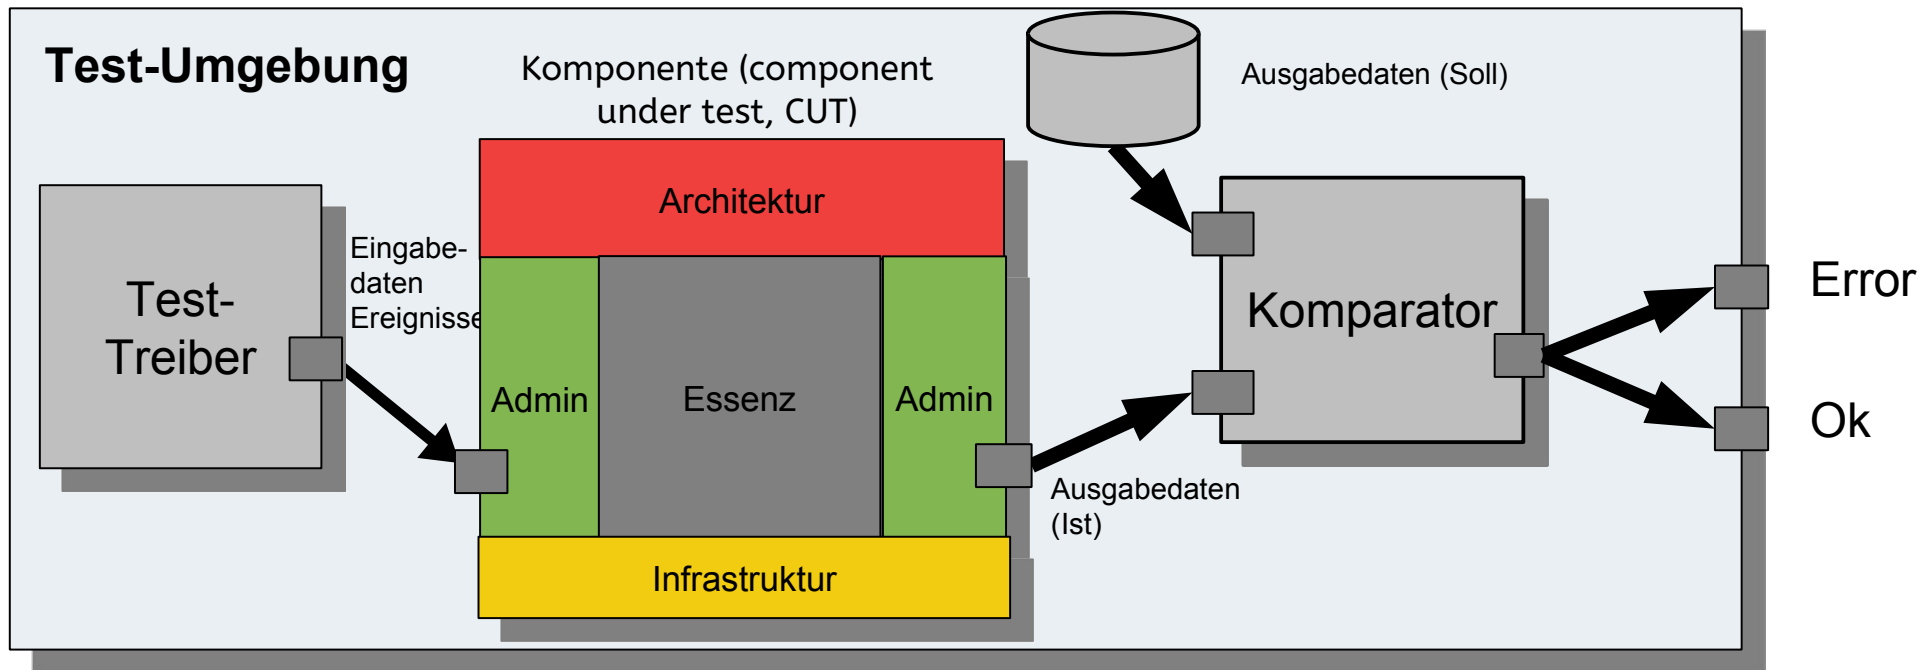 Test-Umgebung
Komponente (component
under test, CUT)
Ausgabedaten (Soll)
Architektur
Eingabe-
daten
Ereignisse
Test-
Treiber
Admin
Essenz
Admin
Komparator
Error
Ok
Ausgabedaten
(Ist)
Infrastruktur